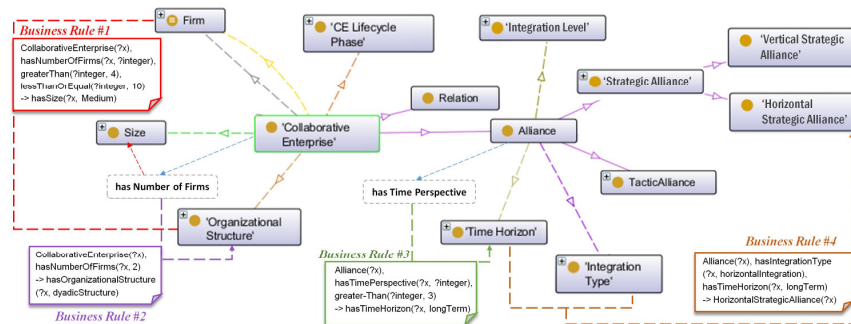 Business Rule #1
CollaborativeEnterprise(?x),
hasNumberOfFirms(?x, ?integer),
greaterThan(?integer, 4),
lessThanOrEqual(?integer, 10)
-> hasSize(?x, Medium)
Firm
'CE Lifecycle
Phase'
'Integration Level'
'Vertical Strategic
Alliance'
'Strategic Alliance'
'Horizontal
Strategic Alliance'
Relation
Size
'Collaborative
Enterprise'
Alliance
TacticAlliance
has Number of Firms
has Time Perspective
'Organizational
Structure'
'Time Horizon'
'Integration
Type'
CollaborativeEnterprise(?x),
hasNumberOfFirms(?x, 2)
-> hasOrganizationalStructure
(?x, dyadicStructure)
Business Rule #2
Business Rule #3
Alliance(?x),
hasTimePerspective(?x, ?integer),
greater-Than(?integer, 3)
-> hasTimeHorizon(?x, longTerm)
Business Rule #4
Alliance(?x), hasIntegrationType
(?x, horizontalIntegration),
hasTimeHorizon(?x, longTerm)
-> HorizontalStrategicAlliance(?x)